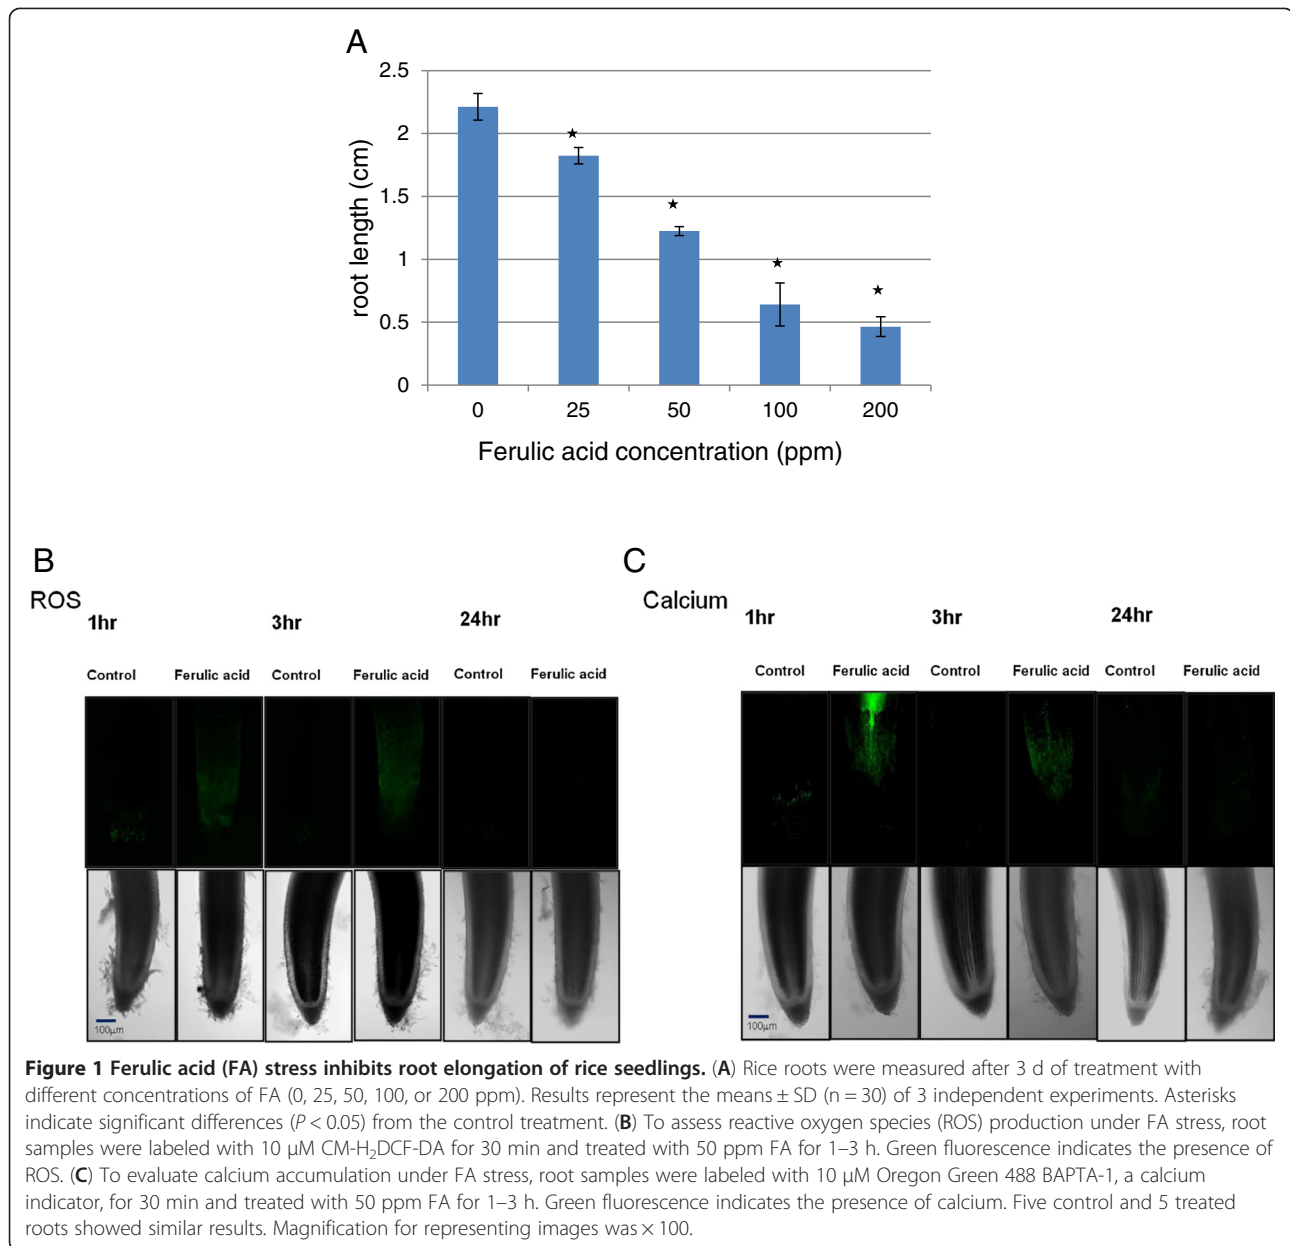 A
2.5
2
1.5
1
0.5
0
root length (cm)
★
★
★
★
0 25 50 100 200
Ferulic acid concentration (ppm)
B
ROS
1hr 3hr 24hr
Control Ferulic acid Control Ferulic acid Control Ferulic acid
100μm
C
Calcium
1hr 3hr 24hr
Control Ferulic acid Control Ferulic acid Control Ferulic acid
100μm
Figure 1 Ferulic acid (FA) stress inhibits root elongation of rice seedlings. (A) Rice roots were measured after 3 d of treatment with
different concentrations of FA (0, 25, 50, 100, or 200 ppm). Results represent the means ± SD (n = 30) of 3 independent experiments. Asterisks
indicate significant differences (P < 0.05) from the control treatment. (B) To assess reactive oxygen species (ROS) production under FA stress, root
samples were labeled with 10 μM CM-H₂DCF-DA for 30 min and treated with 50 ppm FA for 1–3 h. Green fluorescence indicates the presence of
ROS. (C) To evaluate calcium accumulation under FA stress, root samples were labeled with 10 μM Oregon Green 488 BAPTA-1, a calcium
indicator, for 30 min and treated with 50 ppm FA for 1–3 h. Green fluorescence indicates the presence of calcium. Five control and 5 treated
roots showed similar results. Magnification for representing images was × 100.